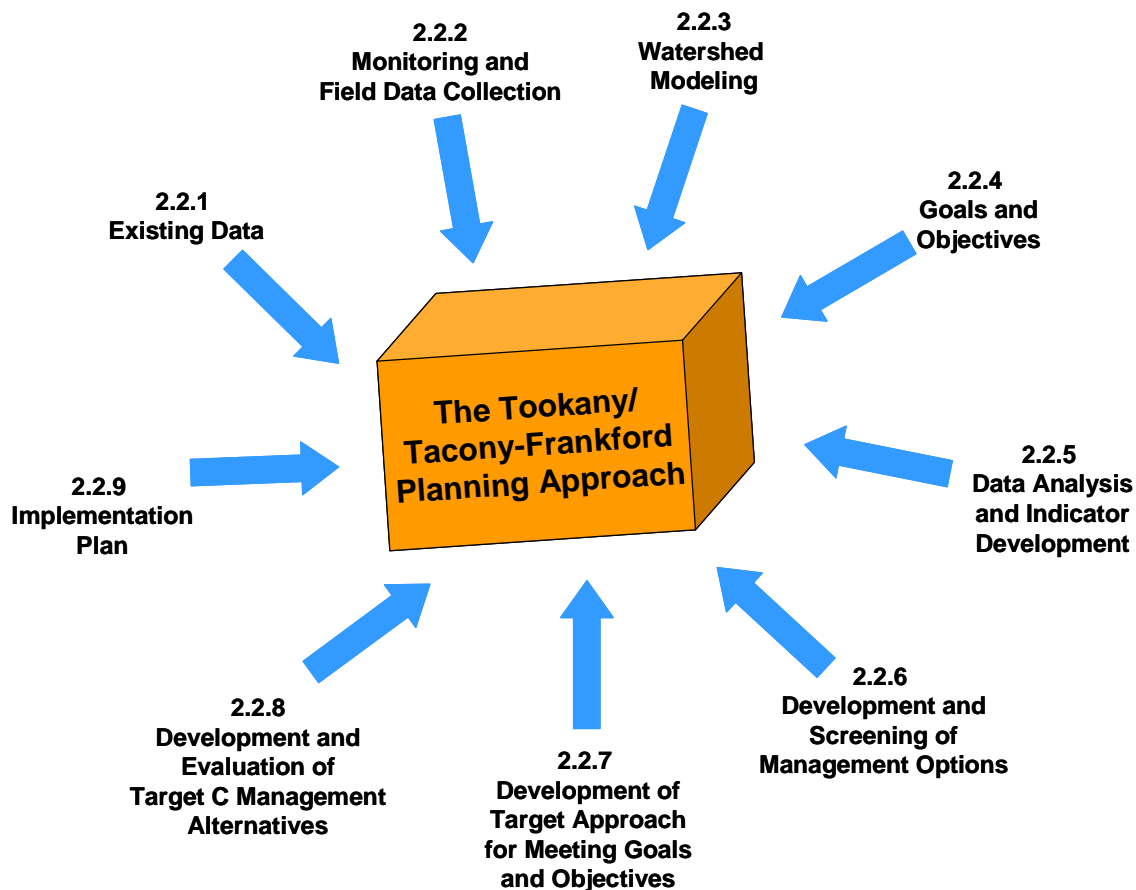 2.2.1
Existing Data
2.2.2
Monitoring and
Field Data Collection
2.2.3
Watershed
Modeling
2.2.4
Goals and
Objectives
2.2.5
Data Analysis
and Indicator
Development
2.2.6
Development and
Screening of
Management Options
2.2.7
Development of
Target Approach
for Meeting Goals
and Objectives
2.2.8
Development and
Evaluation of
Target C Management
Alternatives
2.2.9
Implementation
Plan
The Tookany/
Tacony-Frankford
Planning Approach